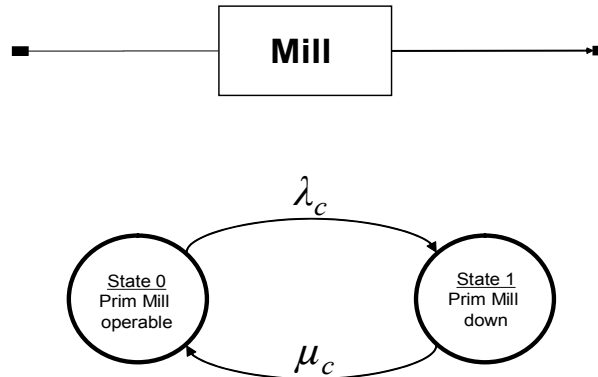 Mill
λc
State 0
Prim Mill
operable
State 1
Prim Mill
down
μc